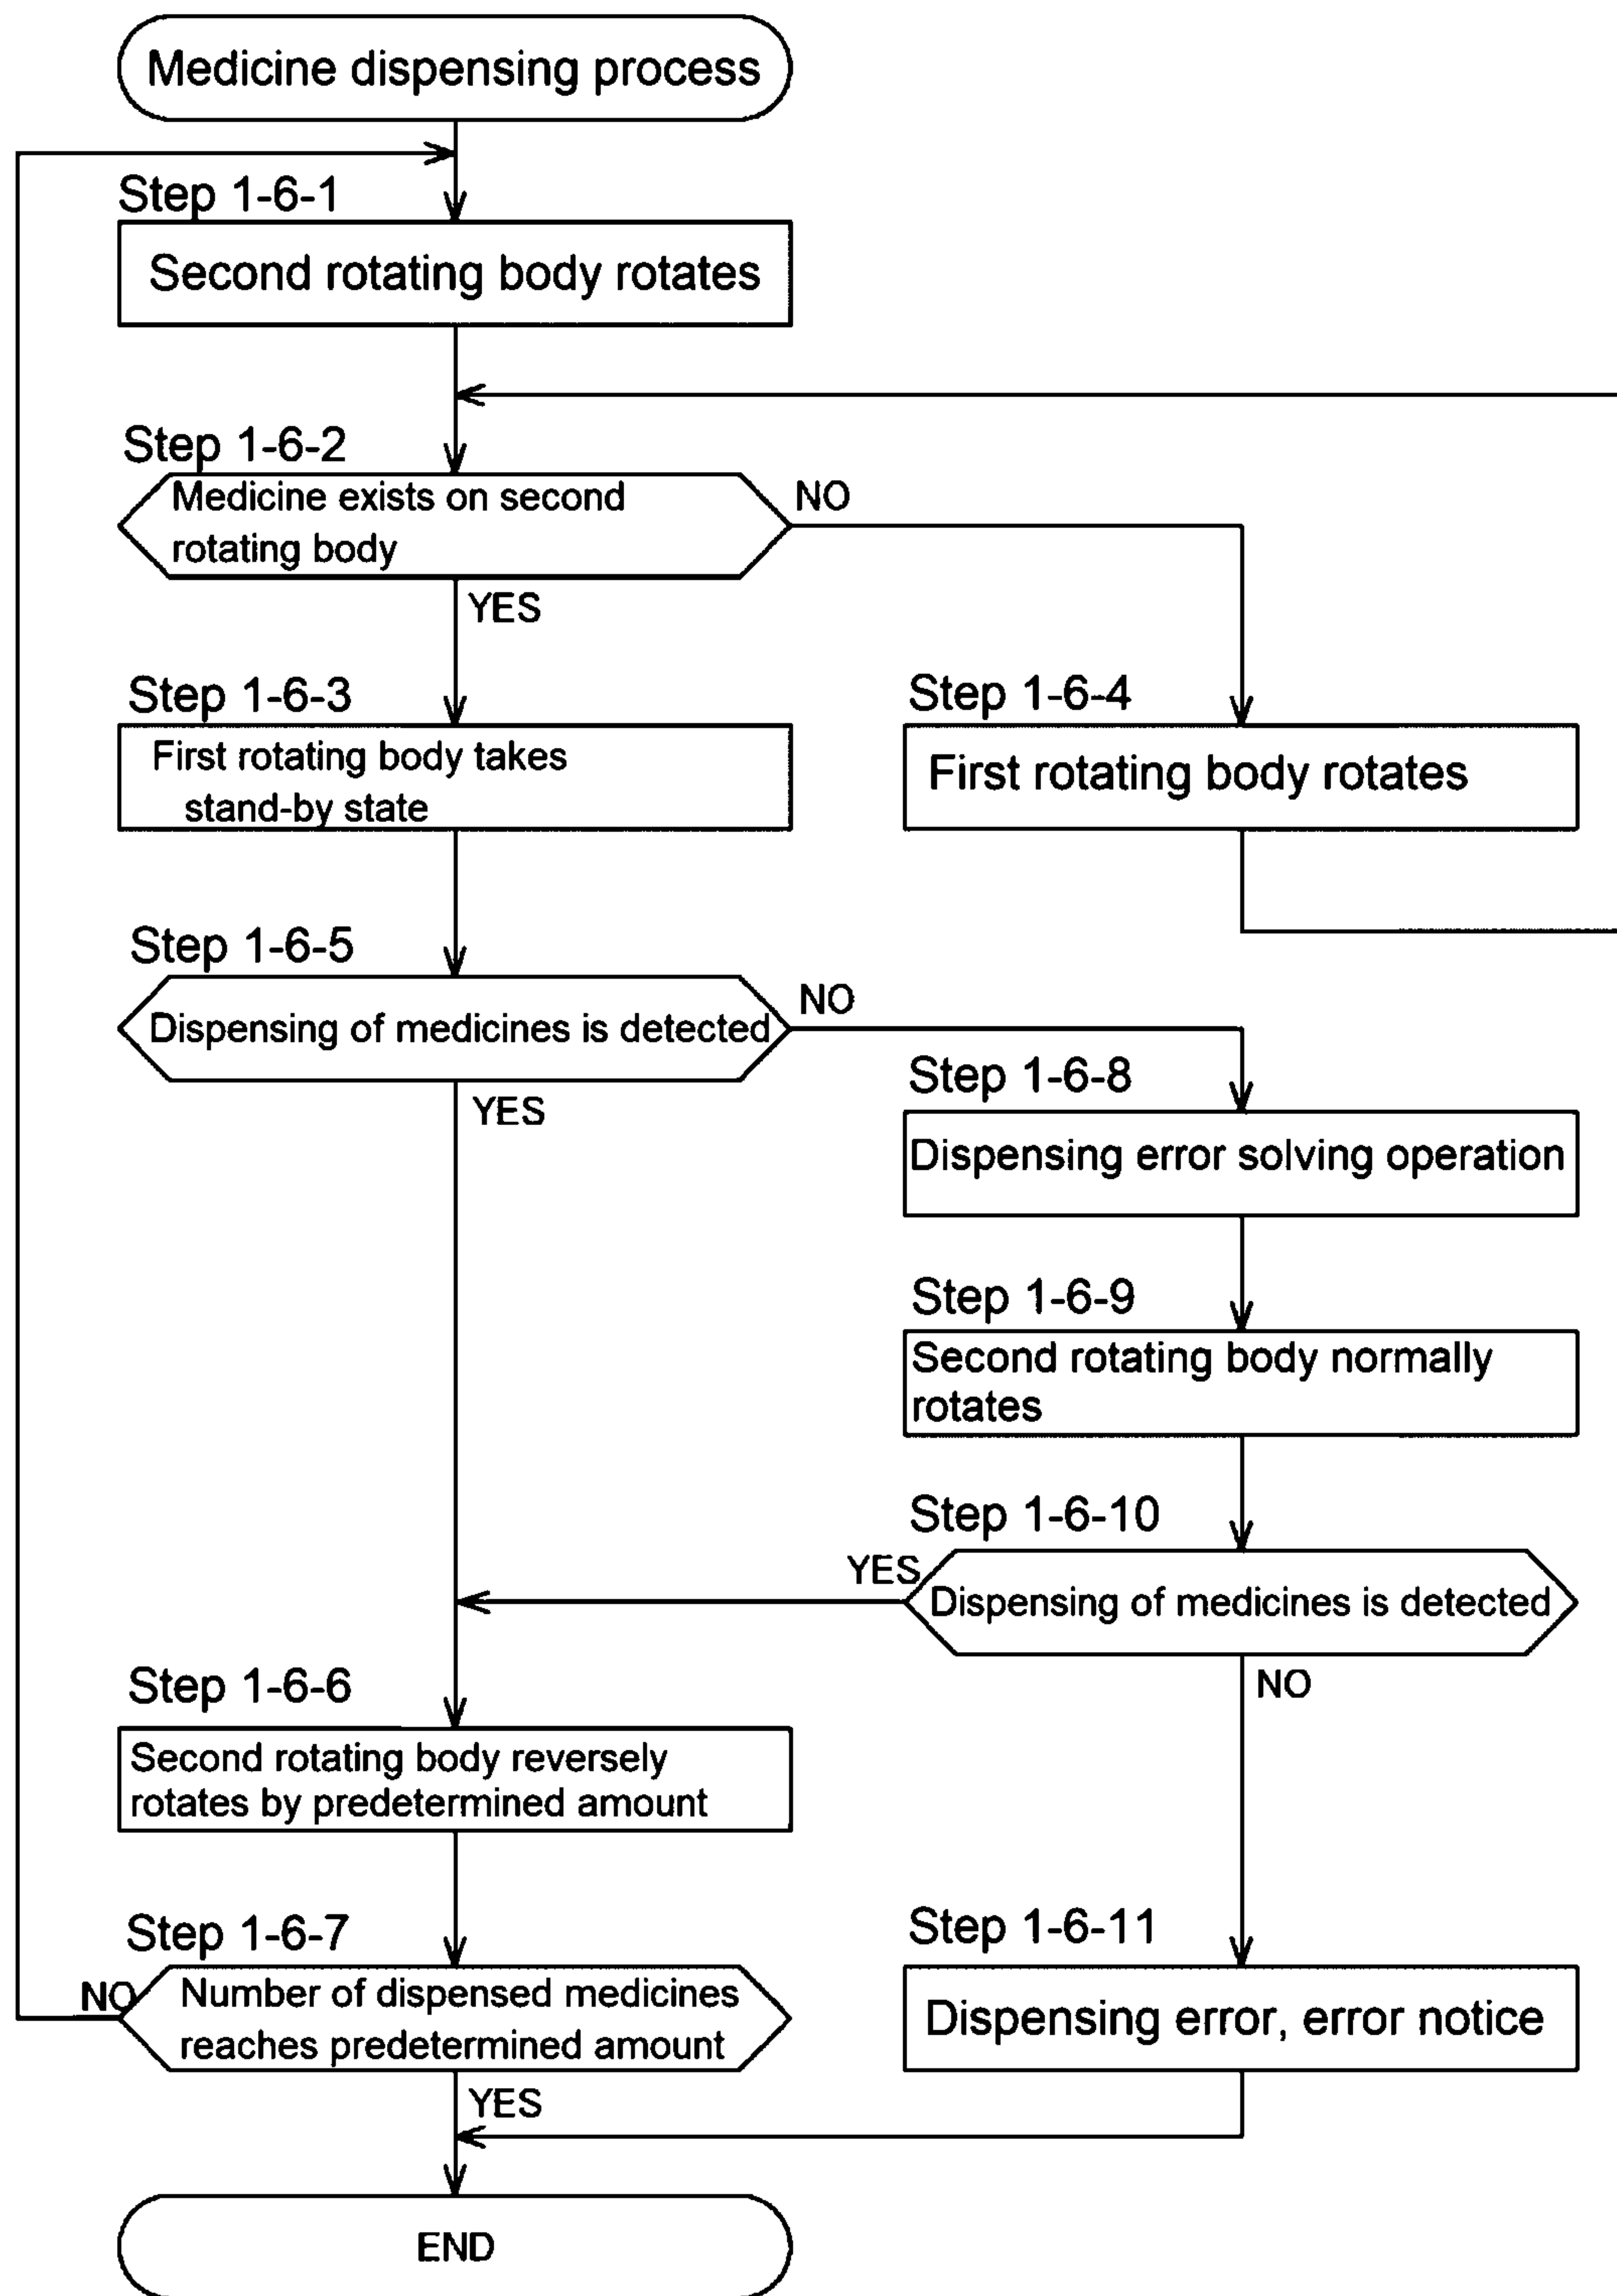 Medicine dispensing process
Step 1-6-1
Second rotating body rotates
Step 1-6-2
Medicine exists on second
rotating body
NO
YES
Step 1-6-3
First rotating body takes
stand-by state
Step 1-6-4
First rotating body rotates
Step 1-6-5
Dispensing of medicines is detected
NO
YES
Step 1-6-8
Dispensing error solving operation
Step 1-6-9
Second rotating body normally
rotates
Step 1-6-10
YES
Dispensing of medicines is detected
NO
Step 1-6-6
Second rotating body reversely
rotates by predetermined amount
Step 1-6-7
NO
Number of dispensed medicines
reaches predetermined amount
YES
Step 1-6-11
Dispensing error, error notice
END